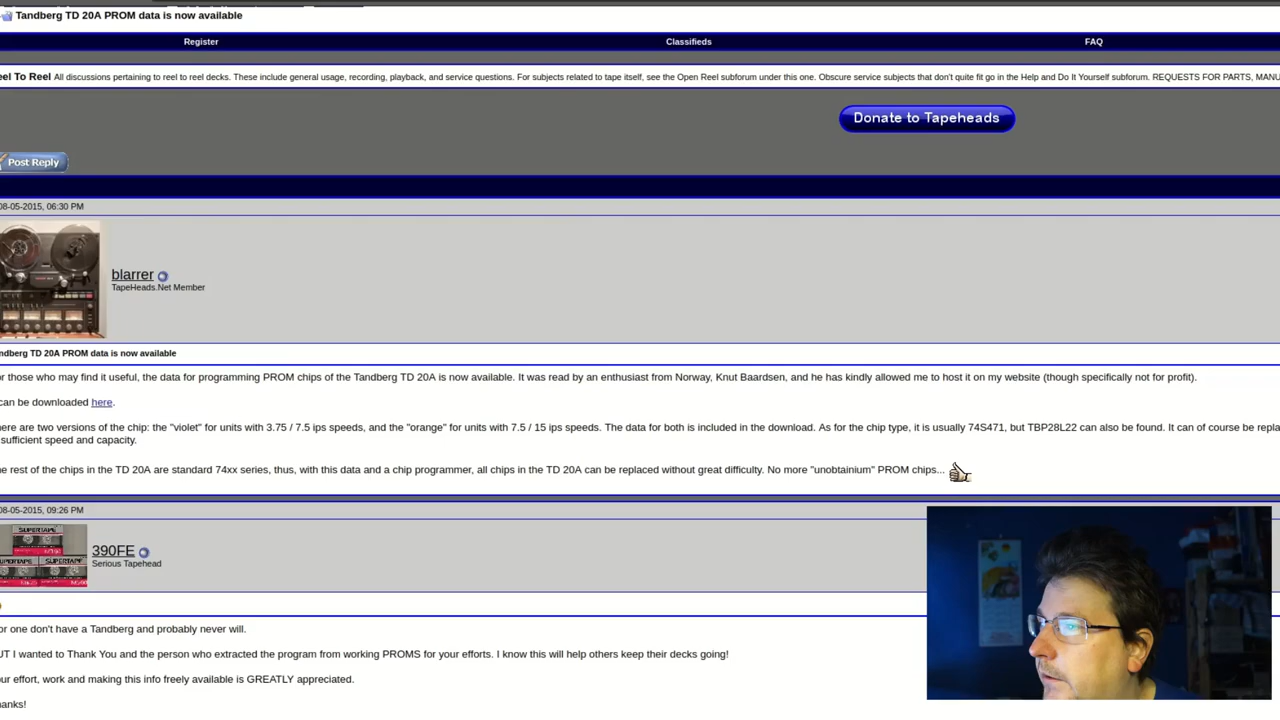 Tandberg TD 20A PROM data is now available
Register Classifieds FAQ
eel To Reel All discussions pertaining to reel to reel decks. These include general usage, recording, playback, and service questions. For subjects related to tape itself, see the Open Reel subforum under this one. Obscure service subjects that don't quite fit go in the Help and Do It Yourself subforum. REQUESTS FOR PARTS, MANU
Donate to Tapeheads
Post Reply
08-05-2015, 06:30 PM
blarrer
TapeHeads.Net Member
ndberg TD 20A PROM data is now available
r those who may find it useful, the data for programming PROM chips of the Tandberg TD 20A is now available. It was read by an enthusiast from Norway, Knut Baardsen, and he has kindly allowed me to host it on my website (though specifically not for profit).
can be downloaded here.
ere are two versions of the chip: the "violet" for units with 3.75 / 7.5 ips speeds, and the "orange" for units with 7.5 / 15 ips speeds. The data for both is included in the download. As for the chip type, it is usually 74S471, but TBP28L22 can also be found. It can of course be repla
sufficient speed and capacity.
e rest of the chips in the TD 20A are standard 74xx series, thus, with this data and a chip programmer, all chips in the TD 20A can be replaced without great difficulty. No more "unobtainium" PROM chips...
08-05-2015, 09:26 PM
SUPERTAPE
SUPERTAPE SUPERTAPE
390FE
Serious Tapehead
or one don't have a Tandberg and probably never will.
UT I wanted to Thank You and the person who extracted the program from working PROMS for your efforts. I know this will help others keep their decks going!
ur effort, work and making this info freely available is GREATLY appreciated.
hanks!